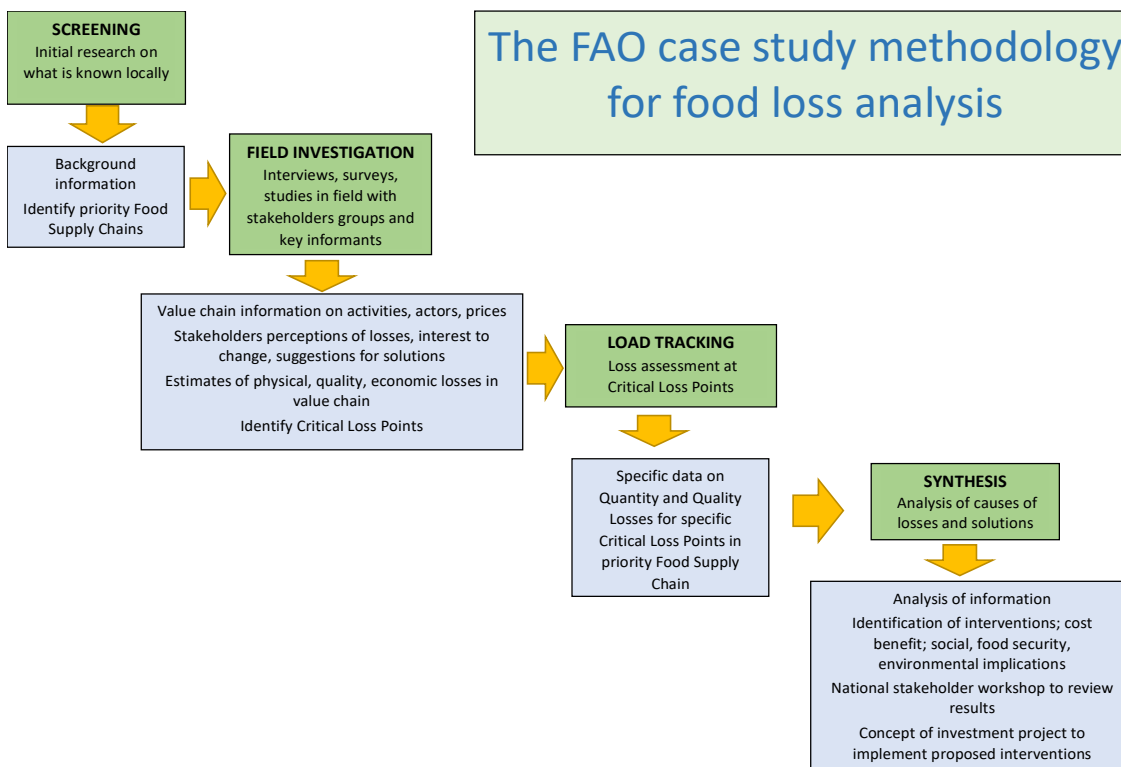 The FAO case study methodology
for food loss analysis
SCREENING
Initial research on
what is known locally
Background
information
Identify priority Food
Supply Chains
FIELD INVESTIGATION
Interviews, surveys,
studies in field with
stakeholders groups and
key informants
Value chain information on activities, actors, prices
Stakeholders perceptions of losses, interest to
change, suggestions for solutions
Estimates of physical, quality, economic losses in
value chain
Identify Critical Loss Points
LOAD TRACKING
Loss assessment at
Critical Loss Points
Specific data on
Quantity and Quality
Losses for specific
Critical Loss Points in
priority Food Supply
Chain
SYNTHESIS
Analysis of causes of
losses and solutions
Analysis of information
Identification of interventions; cost
benefit; social, food security,
environmental implications
National stakeholder workshop to review
results
Concept of investment project to
implement proposed interventions